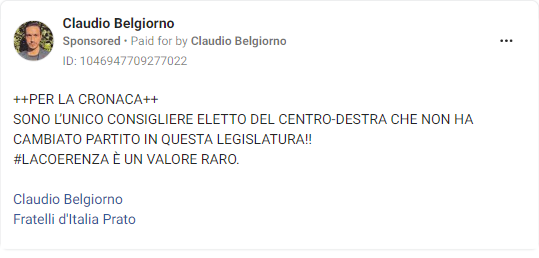 Claudio Belgiorno
Sponsored • Paid for by Claudio Belgiorno
ID: 1046947709277022
++PER LA CRONACA++
SONO L’UNICO CONSIGLIERE ELETTO DEL CENTRO-DESTRA CHE NON HA
CAMBIATO PARTITO IN QUESTA LEGISLATURA!!
#LACOERENZA È UN VALORE RARO.
Claudio Belgiorno
Fratelli d'Italia Prato